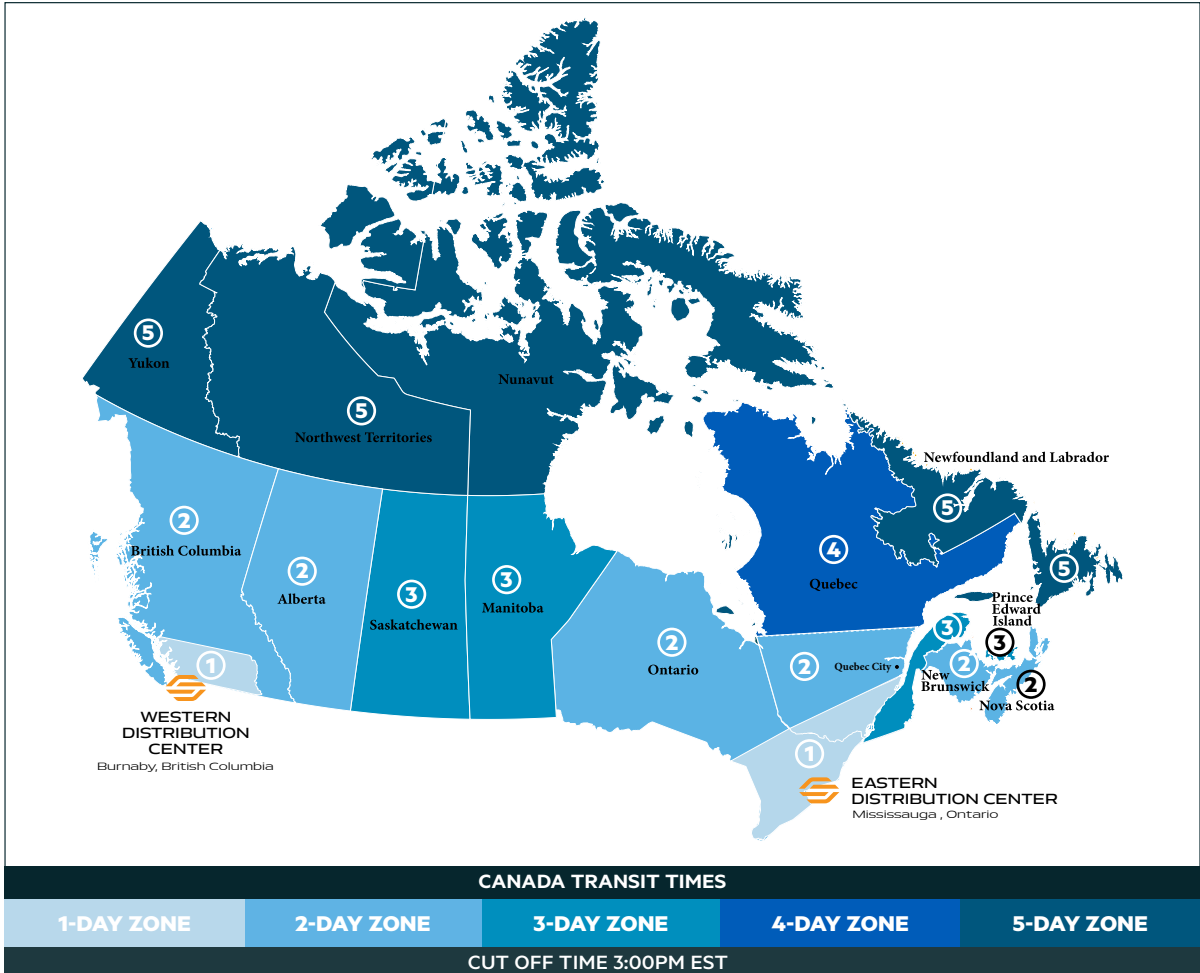 5
Yukon
5
Northwest Territories
Nunavut
Newfoundland and Labrador
5
5
2
British Columbia
2
Alberta
3
Saskatchewan
3
Manitoba
4
Quebec
Prince
Edward
Island
3
2
Ontario
2
Quebec City
3
2
New
Brunswick
2
Nova Scotia
1
WESTERN
DISTRIBUTION
CENTER
Burnaby, British Columbia
1
EASTERN
DISTRIBUTION CENTER
Mississauga , Ontario
CANADA TRANSIT TIMES
1-DAY ZONE
2-DAY ZONE
3-DAY ZONE
4-DAY ZONE
5-DAY ZONE
CUT OFF TIME 3:00PM EST